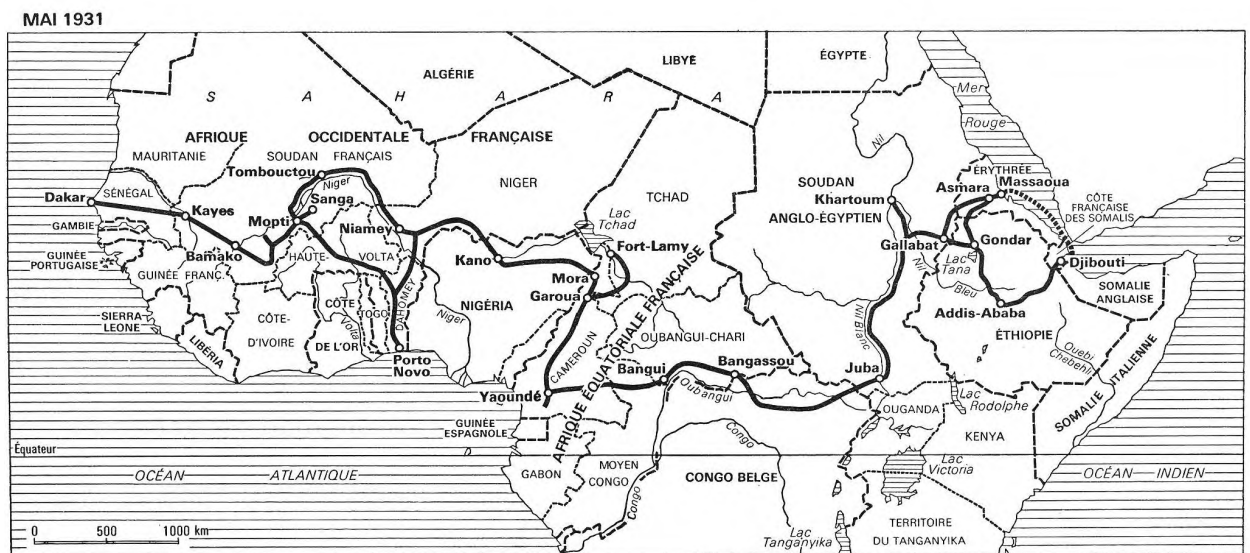 MAI 1931
ALGÉRIE
LIBYE
ÉGYPTE
Mer
Rouge
S A H A R A
AFRIQUE OCCIDENTALE FRANÇAISE
MAURITANIE
SOUDAN FRANÇAIS
Tombouctou
Niger
Sanga
NIGER
TCHAD
Nil
SOUDAN
ANGLO-ÉGYPTIEN
Khartoum
ÉRYTHRÉE
Asmara
Massaoua
CÔTE
FRANÇAISE
DES SOMALIS
Dakar
SÉNÉGAL
Kayes
Mopti
Niamey
Lac
Tchad
Fort-Lamy
GAMBIE
Bamako
HAUTE-
VOLTA
Kano
Mora
Gallabat
Gondar
Lac
Tana
Nil
Bleu
Djibouti
GUINÉE
PORTUGAISE
GUINÉE FRANÇ.
DAHOMEY
NIGÉRIA
Garoua
AFRIQUE ÉQUATORIALE FRANÇAISE
SOMALIE
ANGLAISE
Addis-Ababa
SIERRA-
LEONE
CÔTE-
D'IVOIRE
CÔTE
DE L'OR
Volta
TOGO
Niger
OUBANGUI-CHARI
Nil Blanc
ÉTHIOPIE
Ouebi
Chebehli
LIBÉRIA
Porto
Novo
CAMEROUN
Bangui
Bangassou
Juba
SOMALIE ITALIENNE
Yaoundé
Oubangui
OUGANDA
Lac
Rodolphe
GUINÉE
ESPAGNOLE
KENYA
Équateur
Congo
Lac
Victoria
OCÉAN ATLANTIQUE
GABON
MOYEN
CONGO
CONGO BELGE
OCÉAN INDIEN
Congo
0 500 1000 km
Lac
Tanganyika
TERRITOIRE
DU TANGANYIKA